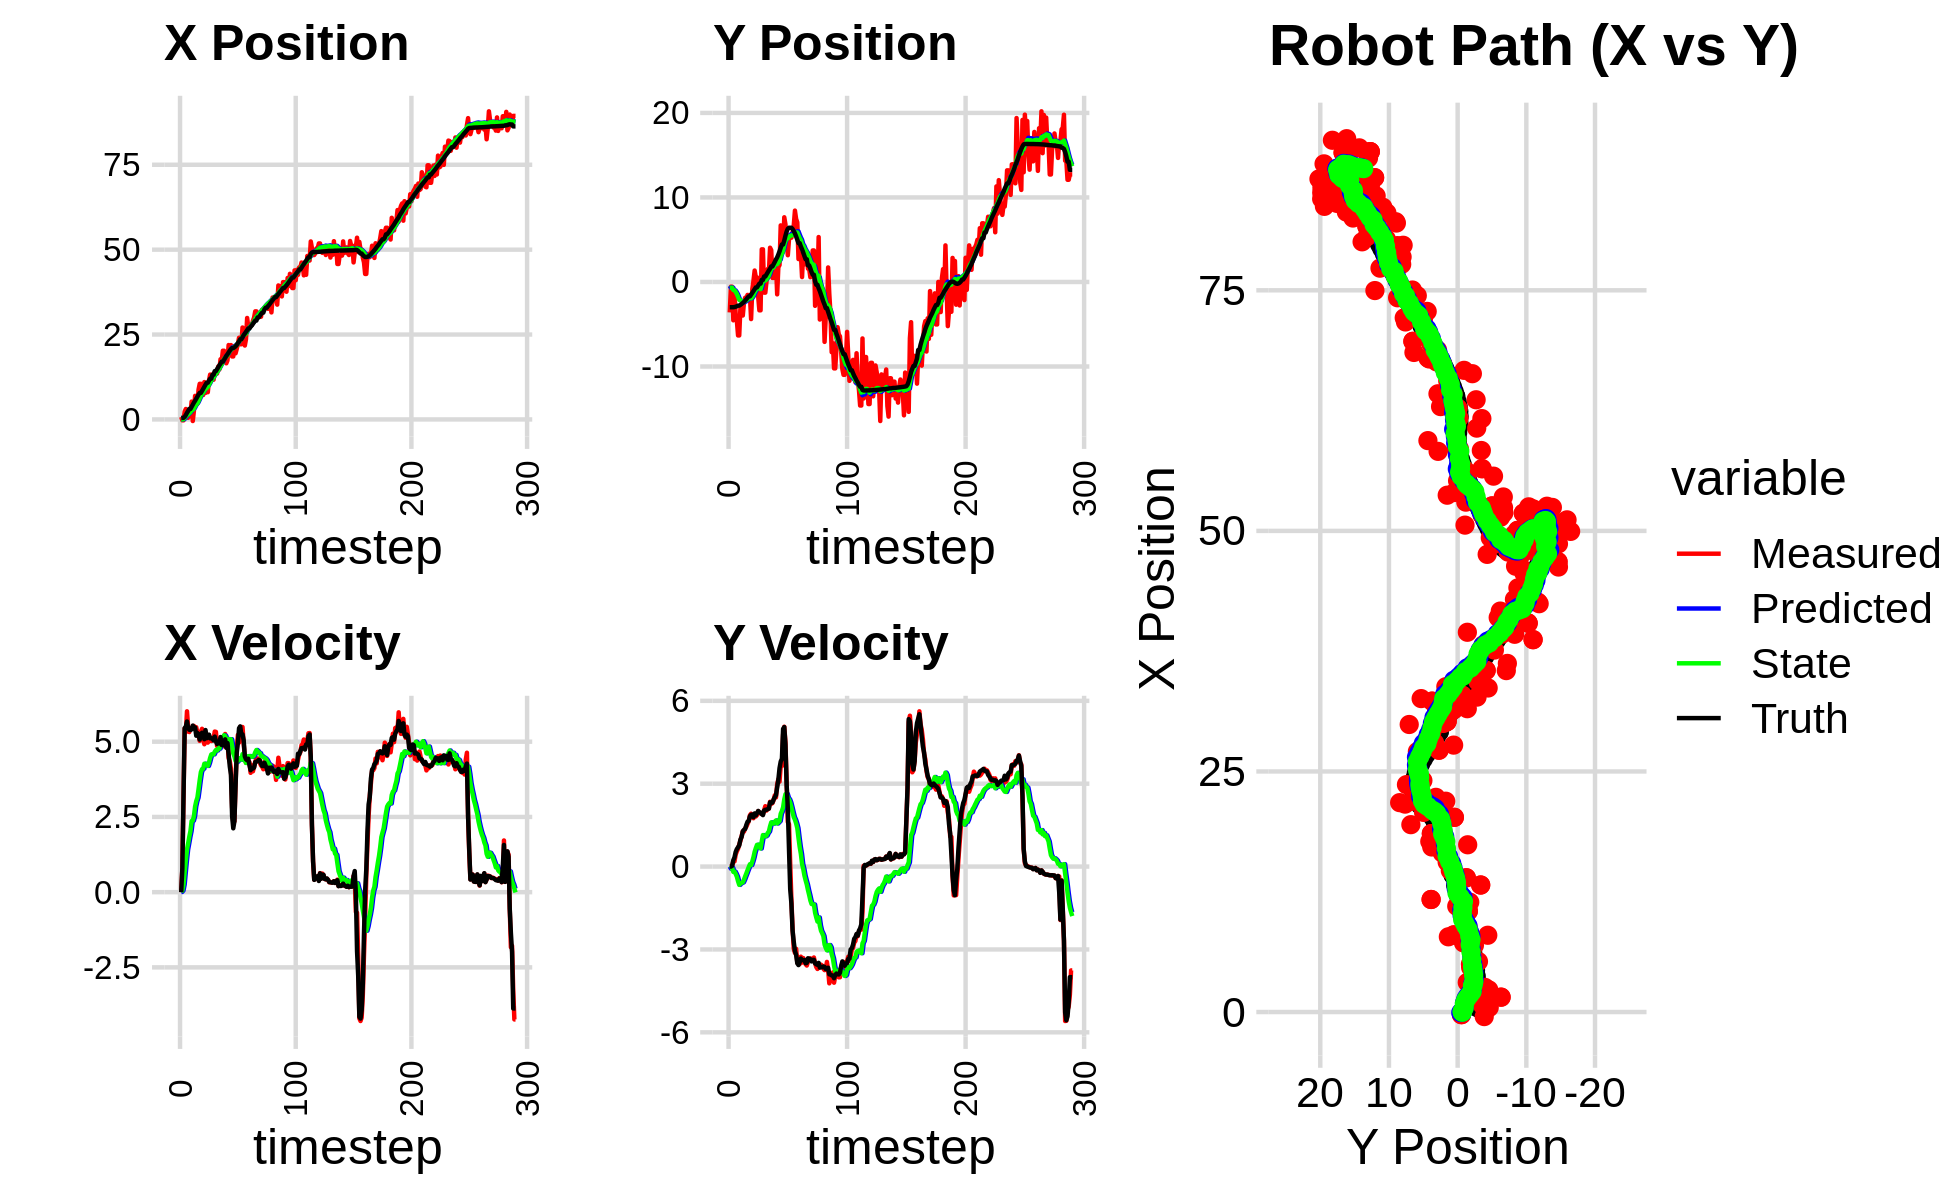 X Position
75
50
25
0
0
100
200
300
timestep
Y Position
20
10
0
-10
0
100
200
300
timestep
X Velocity
5.0
2.5
0.0
-2.5
0
100
200
300
timestep
Y Velocity
6
3
0
-3
-6
0
100
200
300
timestep
Robot Path (X vs Y)
X Position
75
50
25
0
20 10 0 -10 -20
Y Position
variable
Measured
Predicted
State
Truth